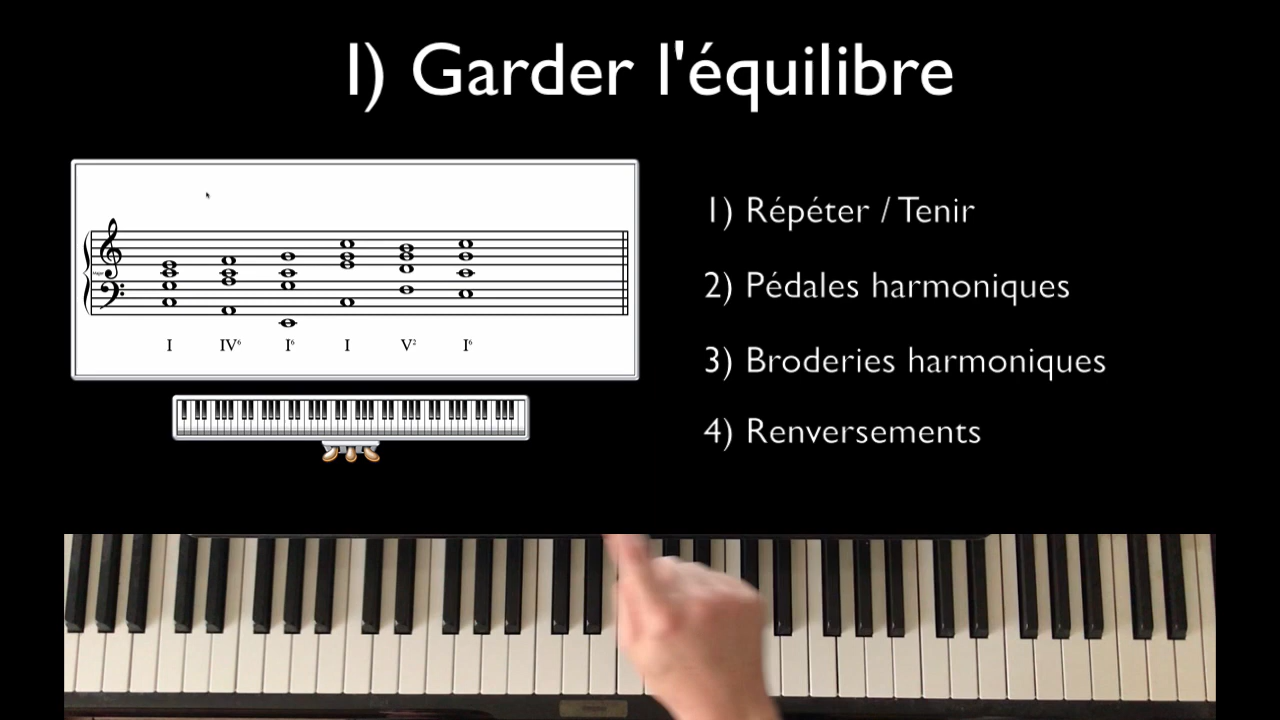 I) Garder l'équilibre
1) Répéter / Tenir
2) Pédales harmoniques
3) Broderies harmoniques
4) Renversements
I IV⁶ I⁶ I V² I⁶